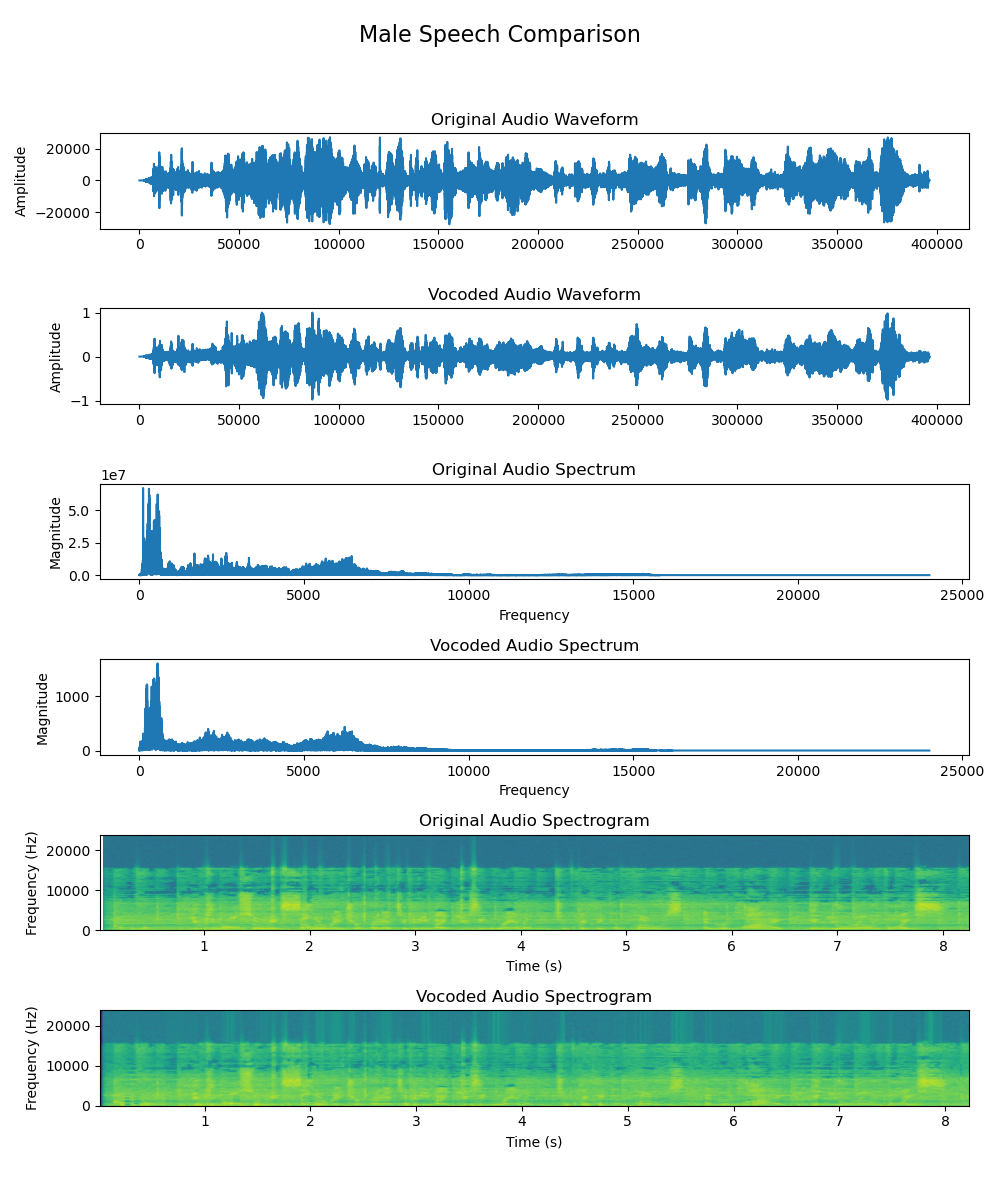 Male Speech Comparison
Original Audio Waveform
Amplitude
20000
0
−20000
0 50000 100000 150000 200000 250000 300000 350000 400000
Vocoded Audio Waveform
Amplitude
1
0
−1
0 50000 100000 150000 200000 250000 300000 350000 400000
Original Audio Spectrum
1e7
Magnitude
5.0
2.5
0.0
0 5000 10000 15000 20000 25000
Frequency
Vocoded Audio Spectrum
Magnitude
1000
0
0 5000 10000 15000 20000 25000
Frequency
Original Audio Spectrogram
Frequency (Hz)
20000
10000
0
1 2 3 4 5 6 7 8
Time (s)
Vocoded Audio Spectrogram
Frequency (Hz)
20000
10000
0
1 2 3 4 5 6 7 8
Time (s)